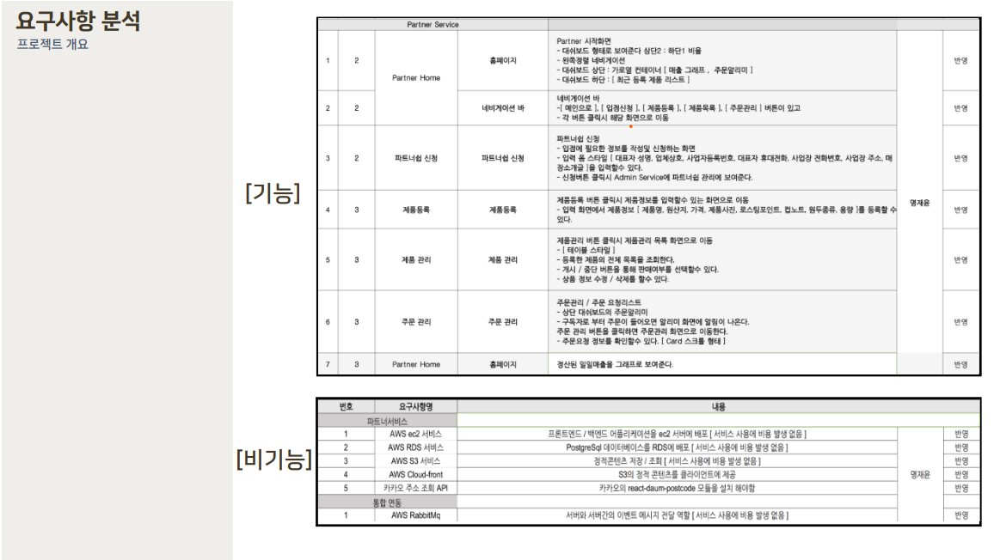 요구사항 분석
프로젝트 개요
[기능]
Partner Service
1 2 Partner Home 홈페이지
Partner 시작화면
- 대쉬보드 형태로 보여준다 상단2 : 하단1 비율
- 왼쪽정렬 네비게이션
- 대쉬보드 상단 : 가로열 컨테이너 [ 매출 그래프 , 주문알리미 ]
- 대쉬보드 하단 : [ 최근 등록 제품 리스트 ]
반영
2 2 네비게이션 바
네비게이션 바
-[ 메인으로 ], [ 입점신청 ], [ 제품등록 ], [ 제품목록 ], [ 주문관리 ] 버튼이 있고
- 각 버튼 클릭시 해당 화면으로 이동
반영
3 2 파트너쉽 신청 파트너쉽 신청
파트너쉽 신청
- 입점에 필요한 정보를 작성및 신청하는 화면
- 입력 폼 스타일 [ 대표자 성명, 업체상호, 사업자등록번호, 대표자 휴대전화, 사업장 전화번호, 사업장 주소, 매
장소개글 ]을 입력할수 있다.
- 신청버튼 클릭시 Admin Service에 파트너쉽 관리에 보여준다.
반영
명재윤
4 3 제품등록 제품등록
제품등록 버튼 클릭시 제품정보를 입력할수 있는 화면으로 이동
- 입력 화면에서 제품정보 [ 제품명, 원산지, 가격, 제품사진, 로스팅포인트, 컵노트, 원두종류, 용량 ]를 등록할 수
있다.
반영
5 3 제품 관리 제품 관리
제품관리 버튼 클릭시 제품관리 목록 화면으로 이동
- [ 테이블 스타일 ]
- 등록한 제품의 전체 목록을 조회한다.
- 개시 / 중단 버튼을 통해 판매여부를 선택할수 있다.
- 상품 정보 수정 / 삭제를 할수 있다.
반영
6 3 주문 관리 주문 관리
주문관리 / 주문 요청리스트
- 상단 대쉬보드의 주문알리미
- 구독자로 부터 주문이 들어오면 알리미 화면에 알림이 나온다.
주문 관리 버튼을 클릭하면 주문관리 화면으로 이동한다.
- 주문요청 정보를 확인할수 있다. [ Card 스크롤 형태 ]
반영
7 3 Partner Home 홈페이지 정산된 일일매출을 그래프로 보여준다. 반영
[비기능]
번호 요구사항명 내용
파트너서비스
1 AWS ec2 서비스 프론트엔드 / 백엔드 어플리케이션을 ec2 서버에 배포 [ 서비스 사용에 비용 발생 없음 ] 반영
2 AWS RDS 서비스 PostgreSql 데이터베이스를 RDS에 배포 [ 서비스 사용에 비용 발생 없음 ] 반영
3 AWS S3 서비스 정적콘텐츠 저장 / 조회 [ 서비스 사용에 비용 발생 없음 ] 반영
4 AWS Cloud-front S3의 정적 콘텐츠를 클라이언트에 제공 명재윤 반영
5 카카오 주소 조회 API 카카오의 react-daum-postcode 모듈을 설치 해야함 반영
통합 연동
1 AWS RabbitMq 서버와 서버간의 이벤트 메시지 전달 역할 [ 서비스 사용에 비용 발생 없음 ] 반영